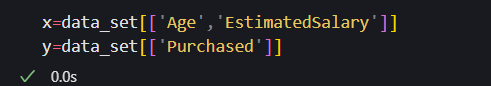 x=data_set[['Age','EstimatedSalary']]
y=data_set[['Purchased']]
0.0s